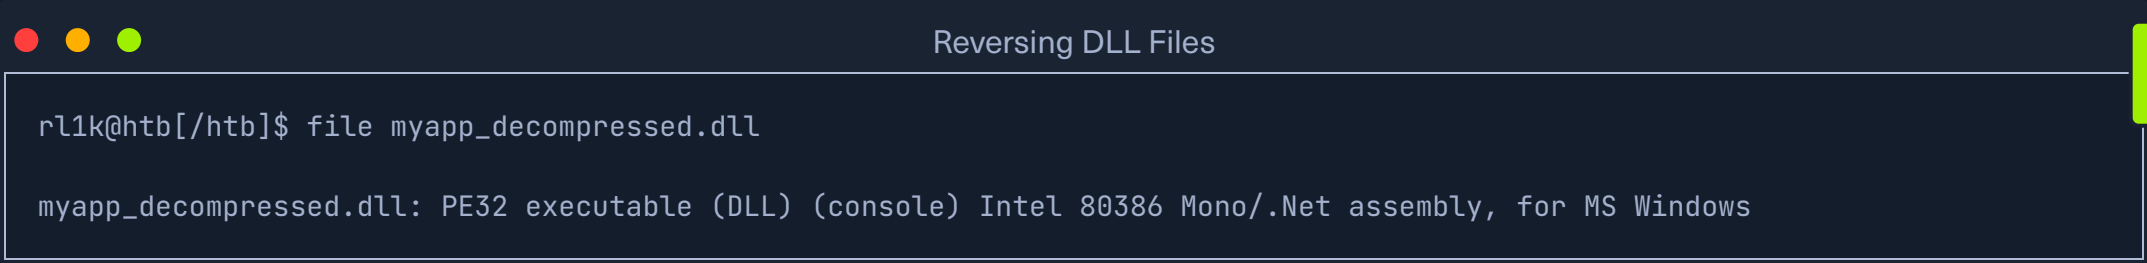 Reversing DLL Files
rl1k@htb[/htb]$ file myapp_decompressed.dll
myapp_decompressed.dll: PE32 executable (DLL) (console) Intel 80386 Mono/.Net assembly, for MS Windows